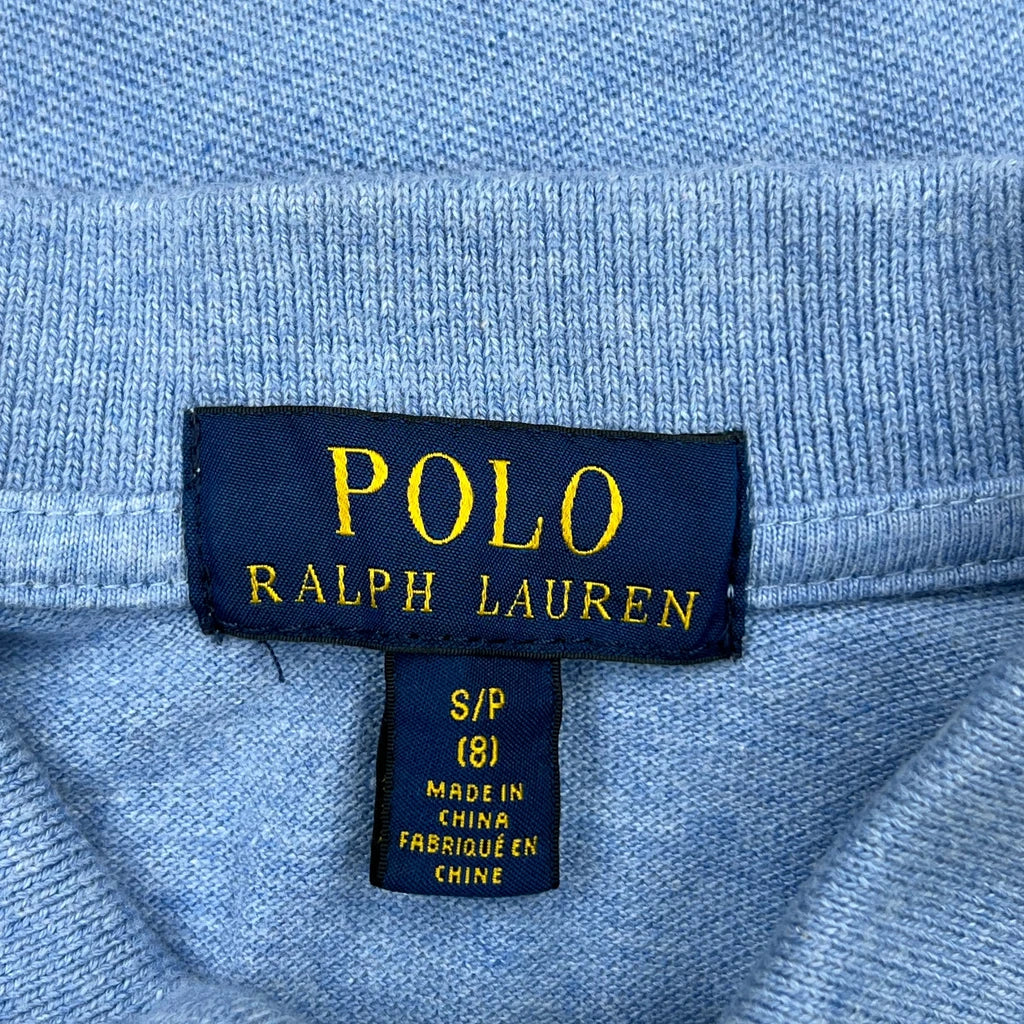 POLO
RALPH LAUREN
S/P
(8)
MADE IN
CHINA
FABRIQUÉ EN
CHINE